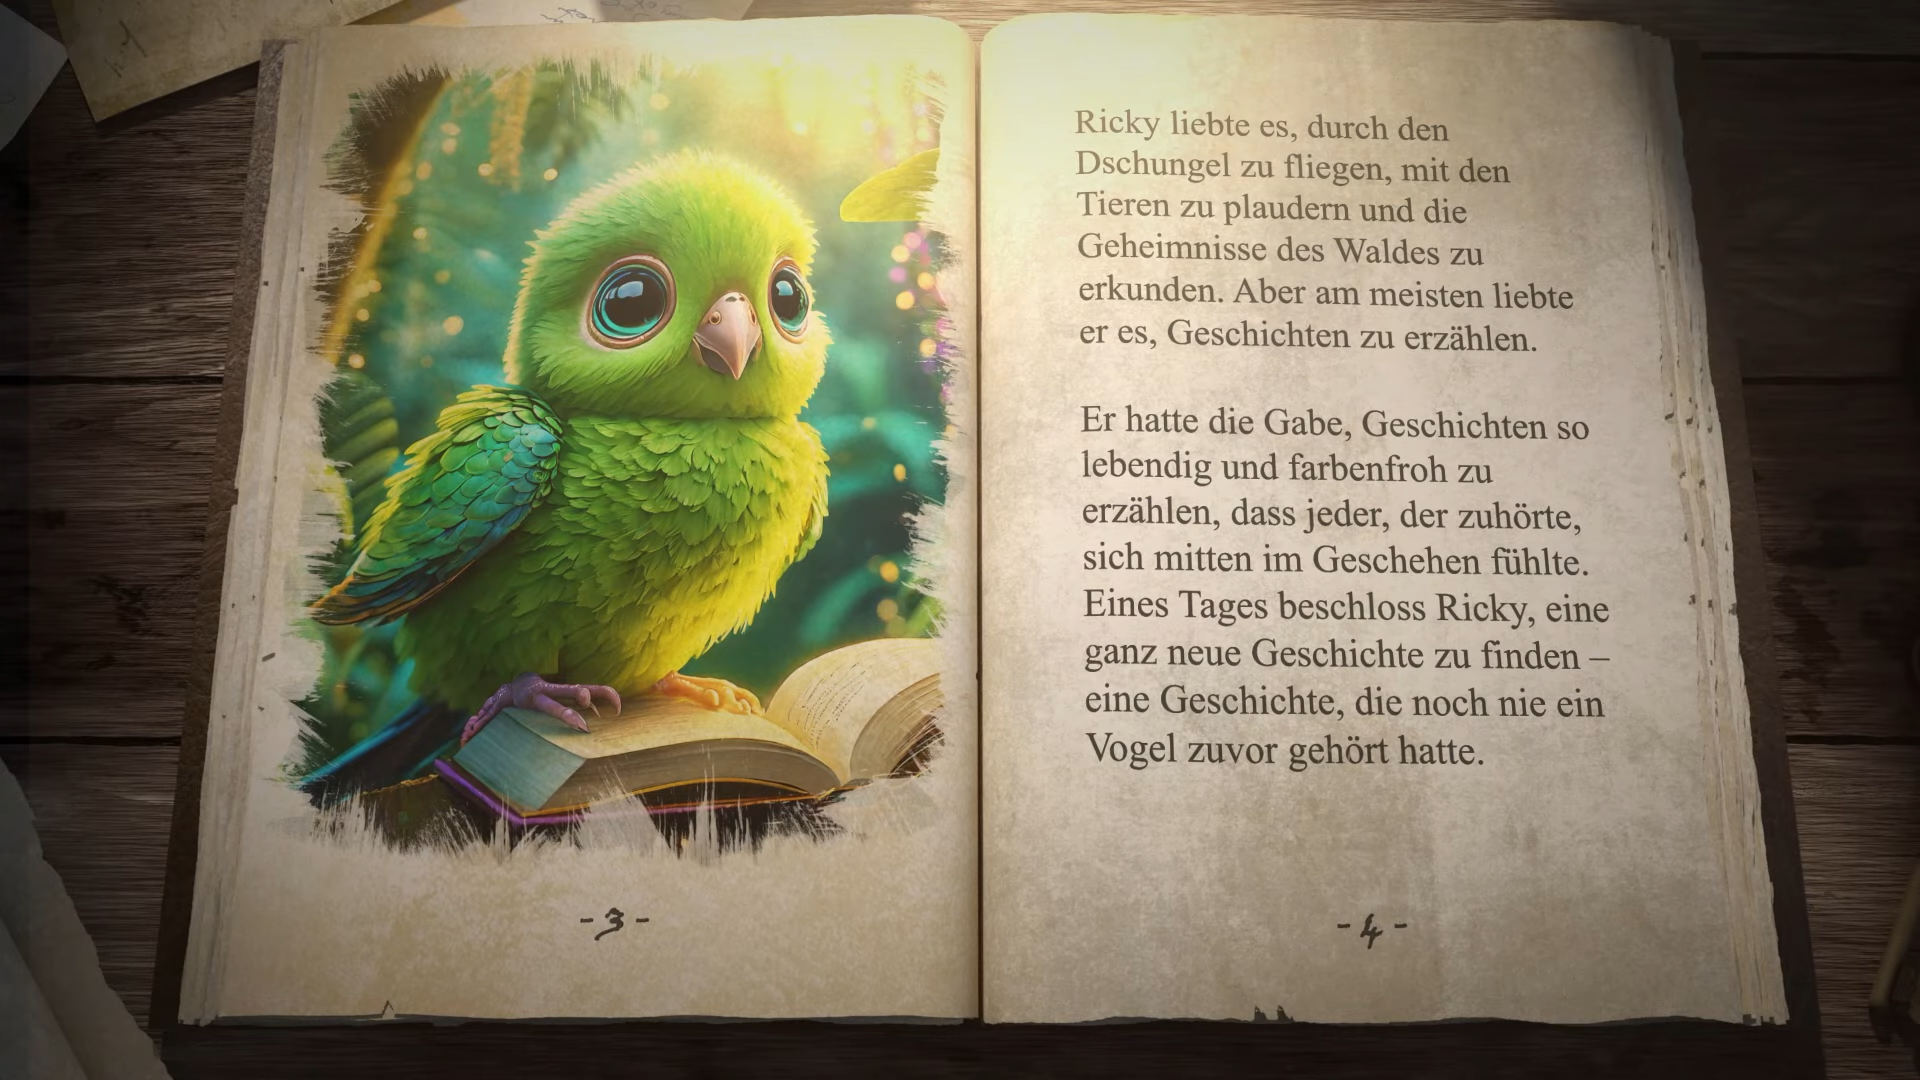 Ricky liebte es, durch den
Dschungel zu fliegen, mit den
Tieren zu plaudern und die
Geheimnisse des Waldes zu
erkunden. Aber am meisten liebte
er es, Geschichten zu erzählen.
Er hatte die Gabe, Geschichten so
lebendig und farbenfroh zu
erzählen, dass jeder, der zuhörte,
sich mitten im Geschehen fühlte.
Eines Tages beschloss Ricky, eine
ganz neue Geschichte zu finden –
eine Geschichte, die noch nie ein
Vogel zuvor gehört hatte.
- 3 -
- 4 -